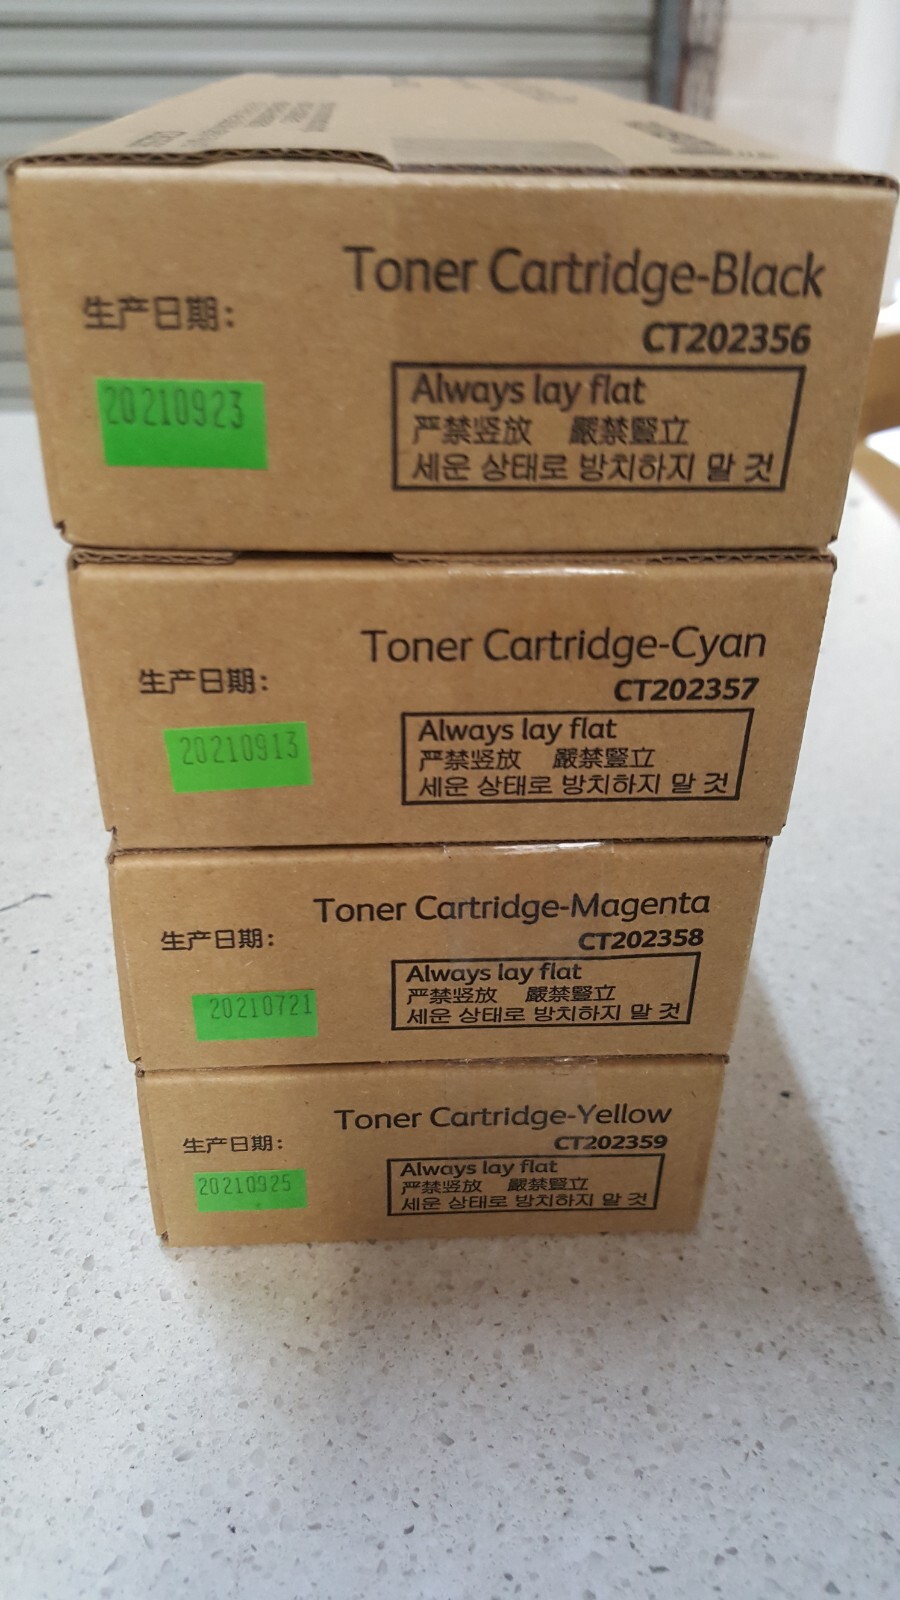 Toner Cartridge-Black
生产日期:
CT202356
20210923
Always lay flat
严禁竖放 嚴禁豎立
세운 상태로 방치하지 말 것
Toner Cartridge-Cyan
生产日期:
CT202357
20210913
Always lay flat
严禁竖放 嚴禁豎立
세운 상태로 방치하지 말 것
Toner Cartridge-Magenta
生产日期:
CT202358
20210721
Always lay flat
严禁竖放 嚴禁豎立
세운 상태로 방치하지 말 것
Toner Cartridge-Yellow
生产日期:
CT202359
20210925
Always lay flat
严禁竖放 嚴禁豎立
세운 상태로 방치하지 말 것